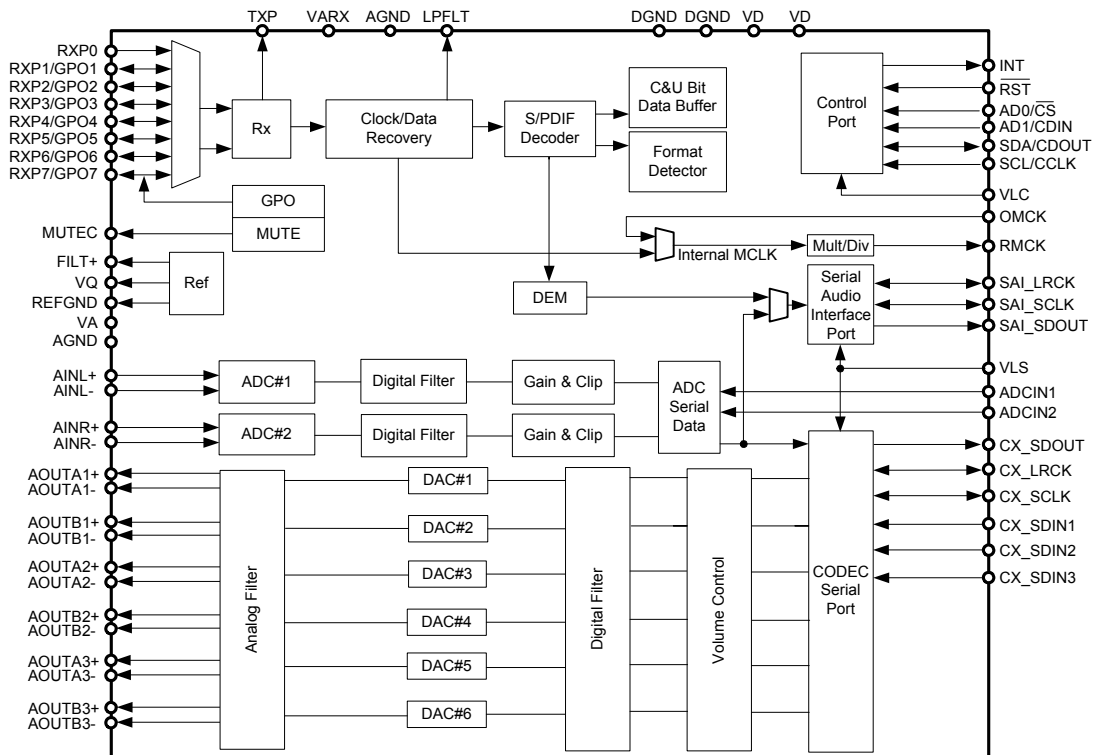 TXP VARX AGND LPFLT DGND DGND VD VD
RXP0
RXP1/GPO1
RXP2/GPO2
RXP3/GPO3
RXP4/GPO4
RXP5/GPO5
RXP6/GPO6
RXP7/GPO7
MUTEC
FILT+
VQ
REFGND
VA
AGND
AINL+
AINL-
AINR+
AINR-
AOUTA1+
AOUTA1-
AOUTB1+
AOUTB1-
AOUTA2+
AOUTA2-
AOUTB2+
AOUTB2-
AOUTA3+
AOUTA3-
AOUTB3+
AOUTB3-
Rx
Clock/Data
Recovery
S/PDIF
Decoder
C&U Bit
Data Buffer
Format
Detector
Control
Port
GPO
MUTE
Ref
Internal MCLK
Mult/Div
DEM
Serial
Audio
Interface
Port
ADC#1
Digital Filter
Gain & Clip
ADC
Serial
Data
ADC#2
Digital Filter
Gain & Clip
Analog Filter
DAC#1
DAC#2
DAC#3
DAC#4
DAC#5
DAC#6
Digital Filter
Volume Control
CODEC
Serial
Port
INT
RST
AD0/CS
AD1/CDIN
SDA/CDOUT
SCL/CCLK
VLC
OMCK
RMCK
SAI_LRCK
SAI_SCLK
SAI_SDOUT
VLS
ADCIN1
ADCIN2
CX_SDOUT
CX_LRCK
CX_SCLK
CX_SDIN1
CX_SDIN2
CX_SDIN3